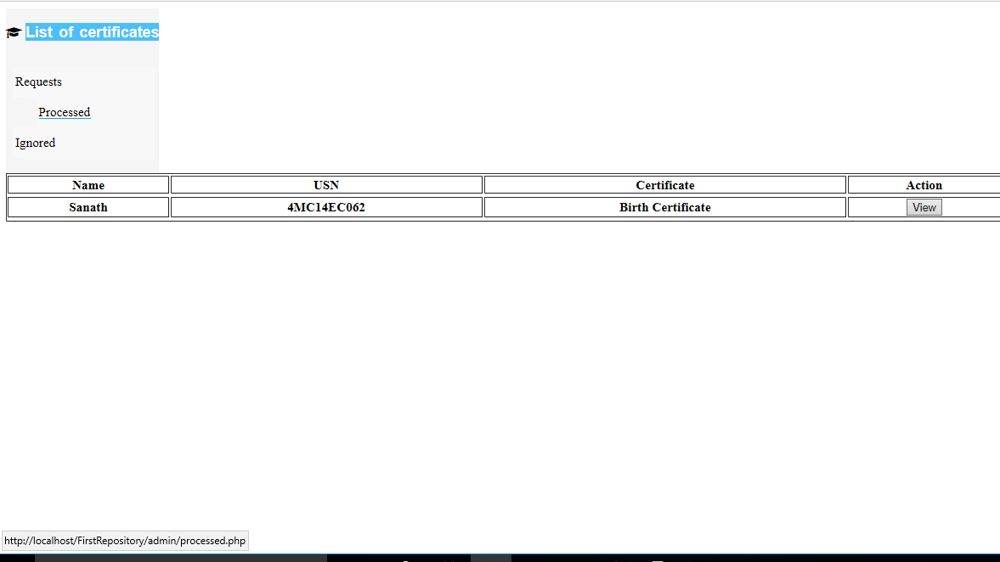 List of certificates
Requests
Processed
Ignored
Name USN Certificate Action
Sanath 4MC14EC062 Birth Certificate View
http://localhost/FirstRepository/admin/processed.php